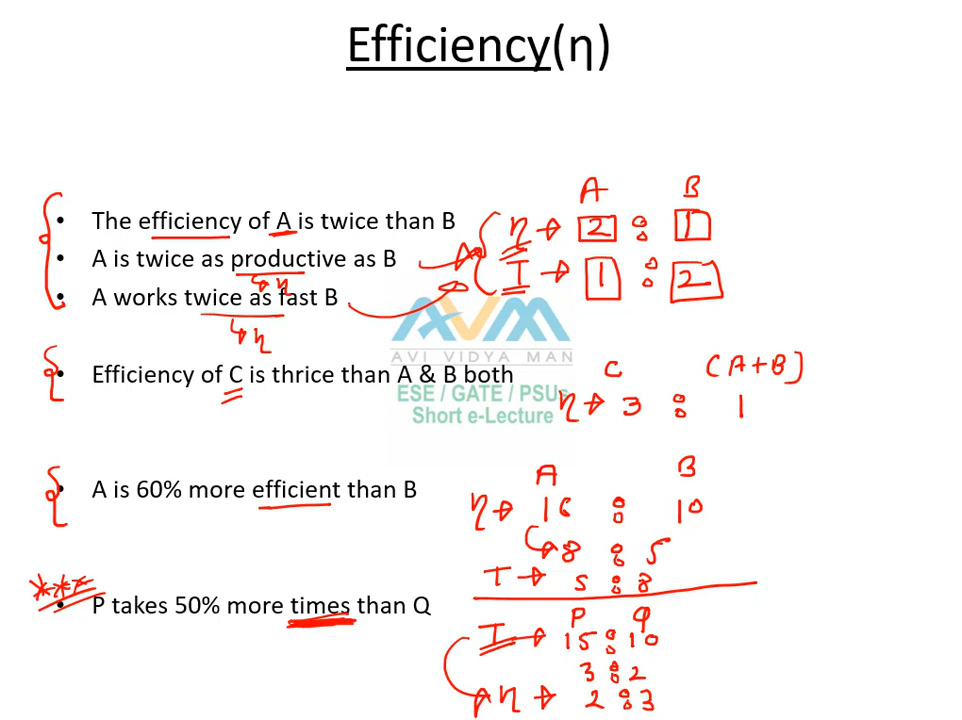 Efficiency(η)
A B
• The efficiency of A is twice than B η → 2 : 1
• A is twice as productive as B T → 1 : 2
↳ η
• A works twice as fast B
↳ η
AVM
AVI VIDYA MAN
• Efficiency of C is thrice than A & B both C (A+B)
ESE / GATE / PSUs η → 3 : 1
Short e-Lecture
A B
• A is 60% more efficient than B η → 16 : 10
→ 8 : 5
T → 5 : 8
• P takes 50% more times than Q P Q
T → 15 : 10
3 : 2
η → 2 : 3